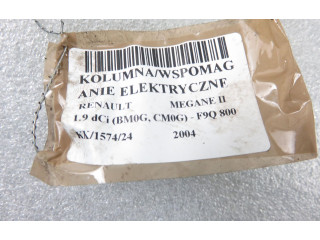 KOLUMNA/WSPOMAG
ANIE ELEKTRYCZNE
RENAULT MEGANE II
1.9 dCi (BM0G, CM0G) - F9Q 800
KK/1574/24 2004